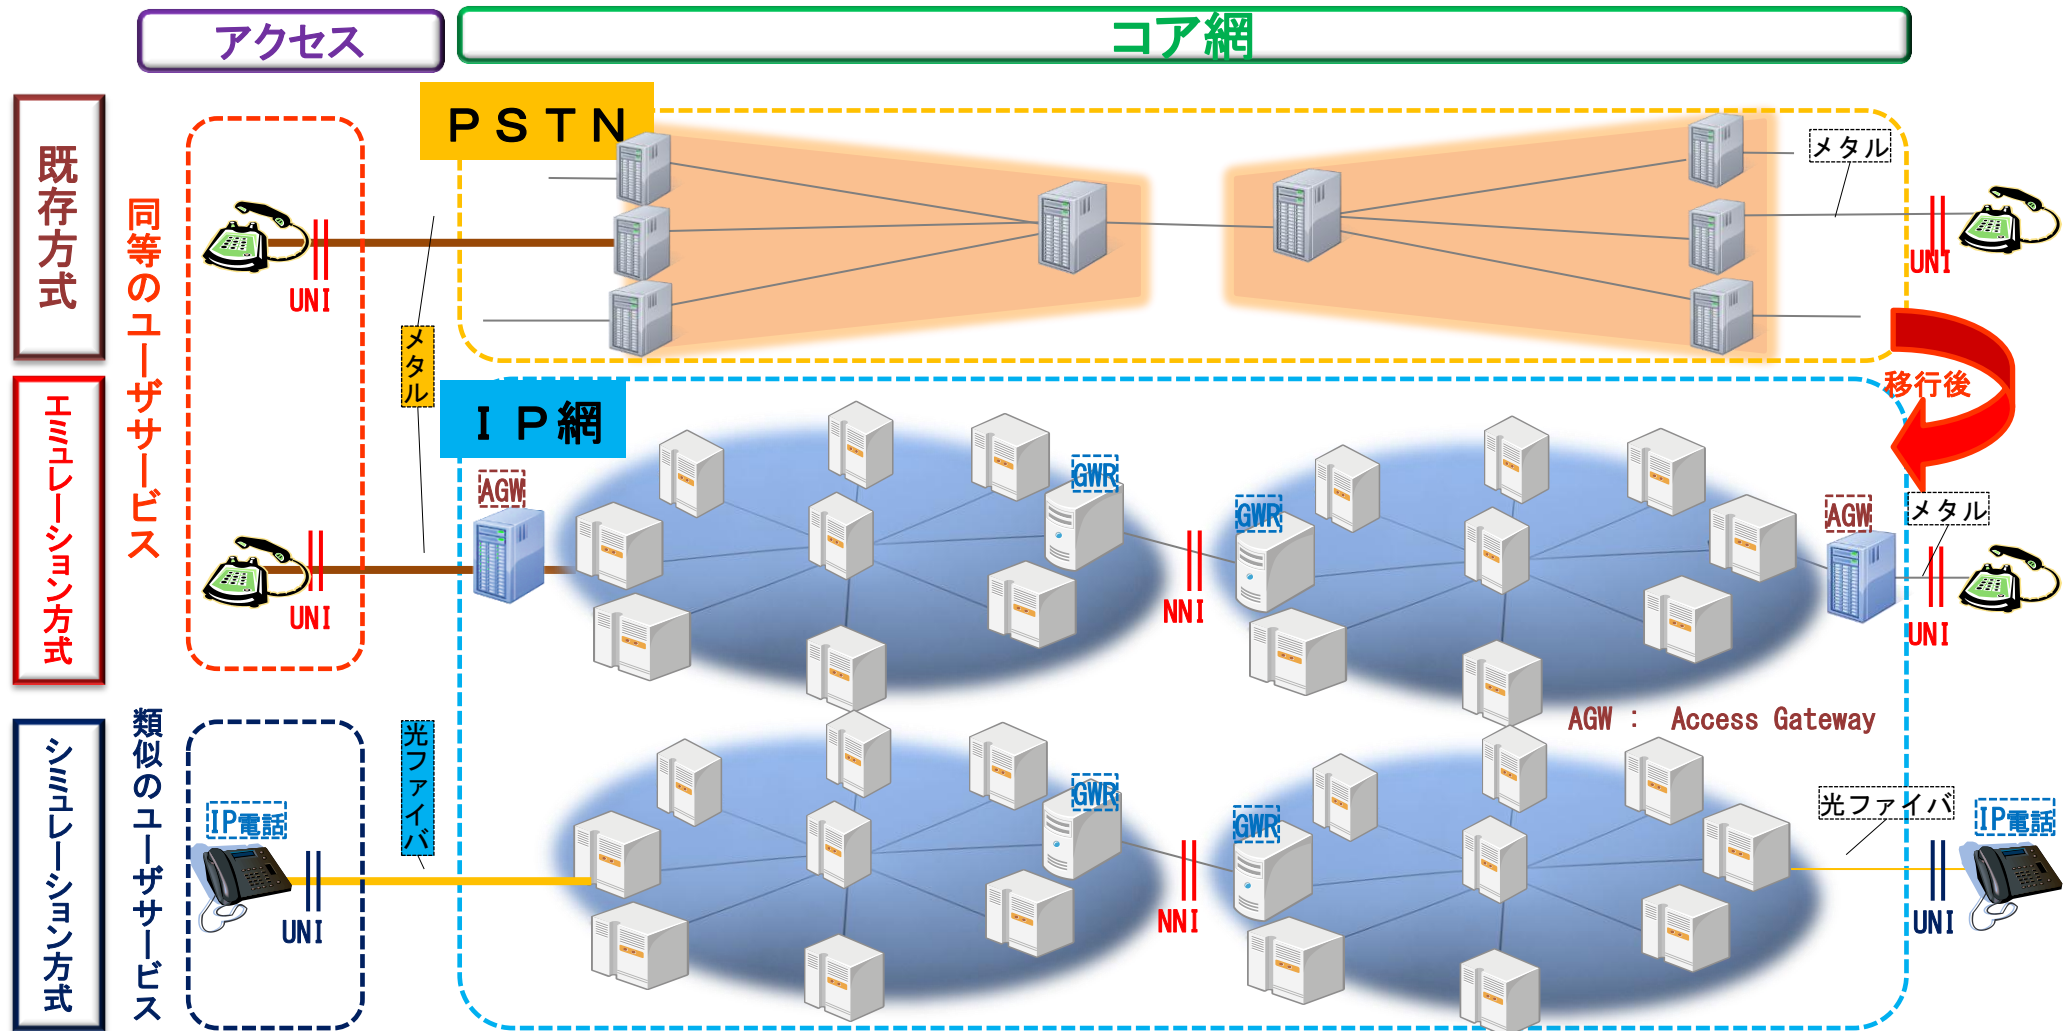 アクセス
コア網
既存方式
同等のユーザサービス
PSTN
メタル
UNI
UNI
メタル
移行後
エミュレーション方式
IP網
AGW
GWR
GWR
AGW
メタル
UNI
NNI
UNI
AGW : Access Gateway
シミュレーション方式
類似のユーザサービス
光ファイバ
IP電話
GWR
GWR
光ファイバ
IP電話
UNI
NNI
UNI